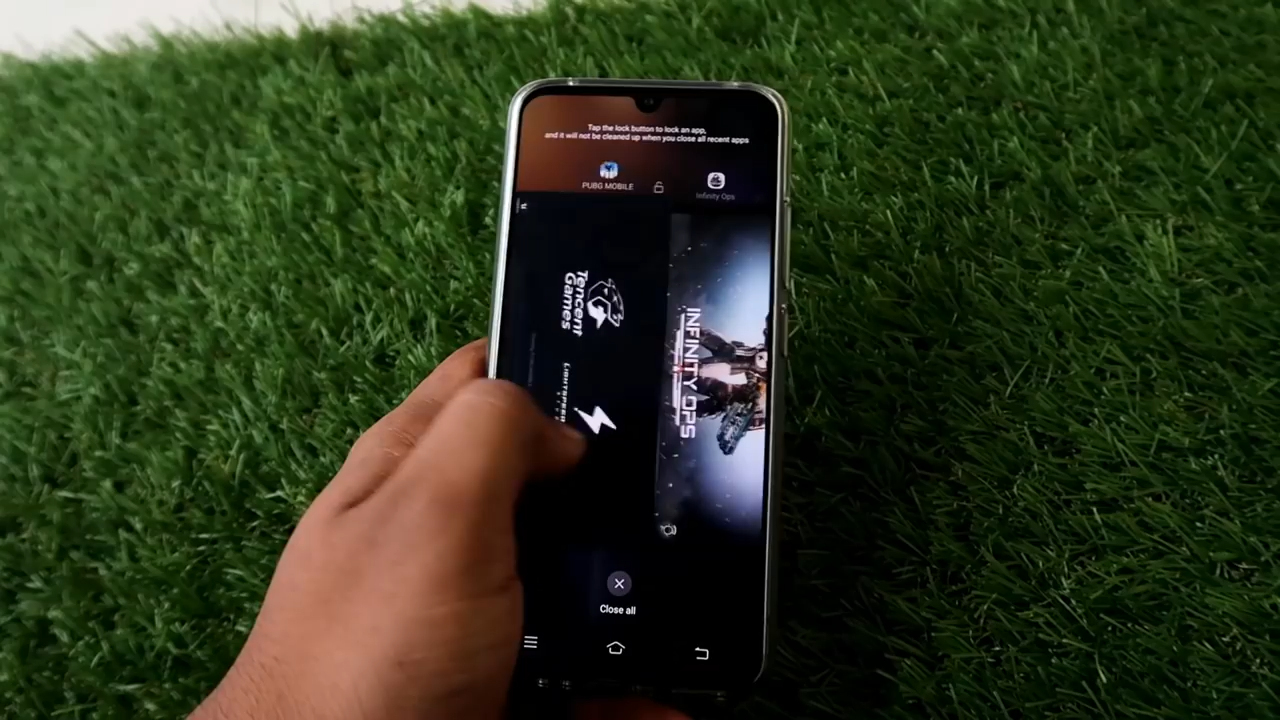 Tap the lock button to lock an app,
and it will not be cleaned up when you close all recent apps
PUBG MOBILE
Infinity Ops
Tencent
Games
LIGHTSPEED
INFINITY OPS
Close all